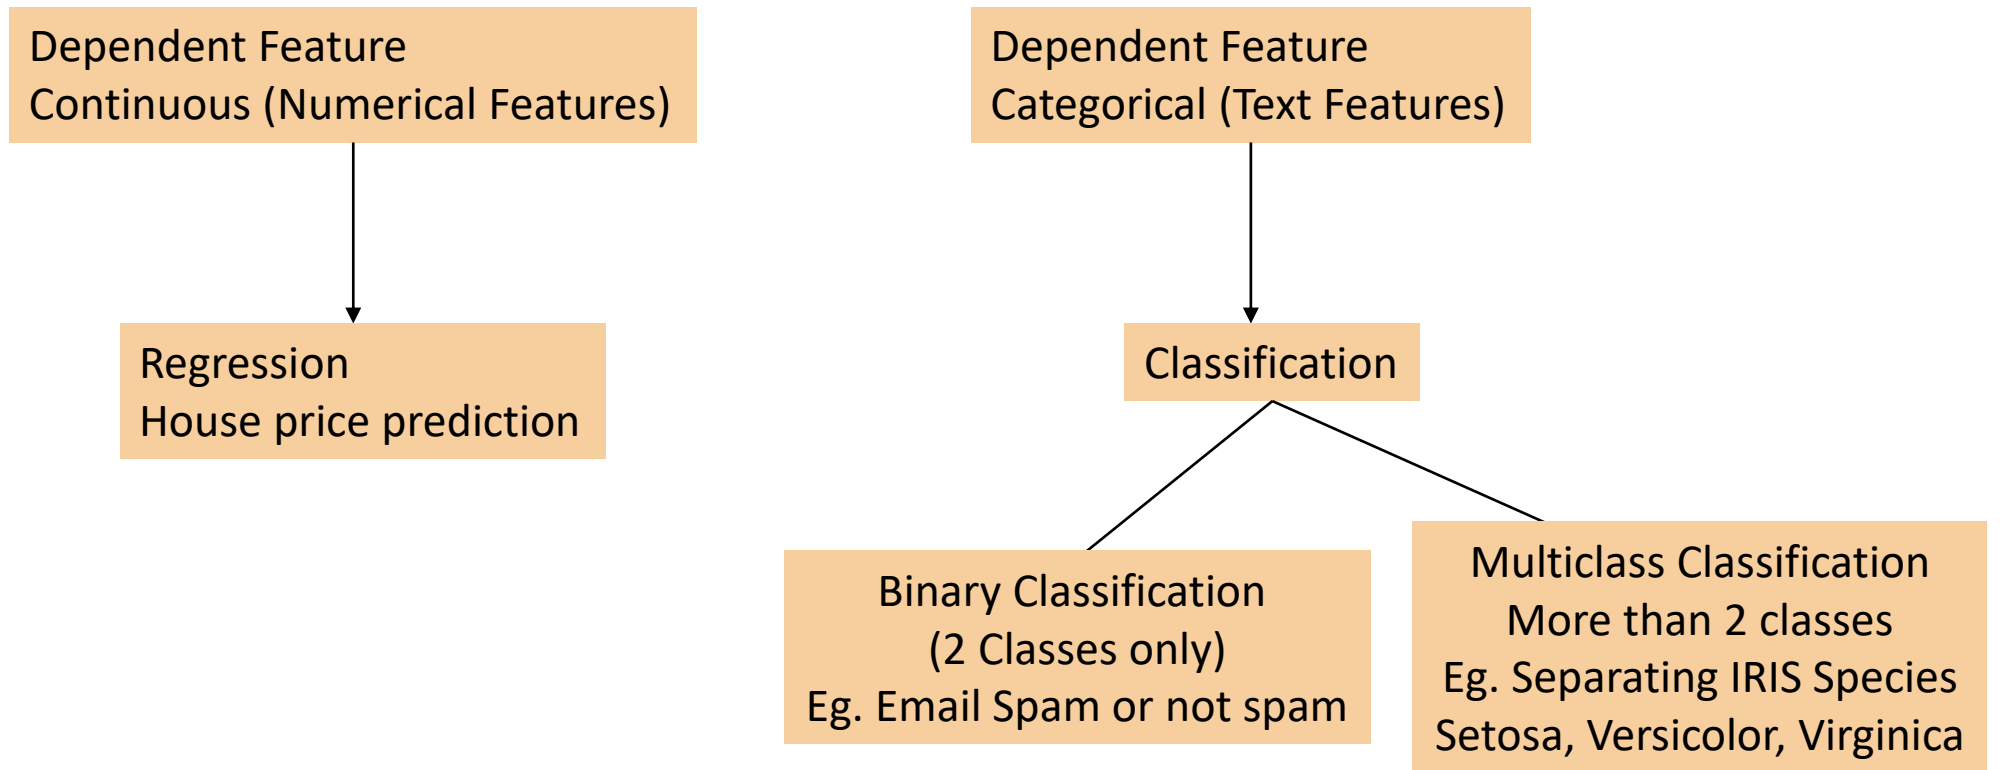 Dependent Feature
Continuous (Numerical Features)
Dependent Feature
Categorical (Text Features)
Regression
House price prediction
Classification
Binary Classification
(2 Classes only)
Eg. Email Spam or not spam
Multiclass Classification
More than 2 classes
Eg. Separating IRIS Species
Setosa, Versicolor, Virginica